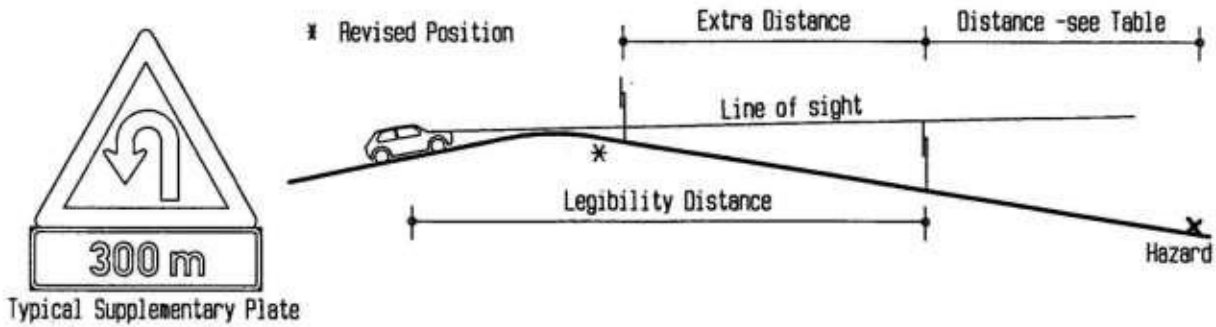 * Revised Position
Extra Distance
Distance -see Table
Line of sight
*
Legibility Distance
x
Hazard
300 m
Typical Supplementary Plate